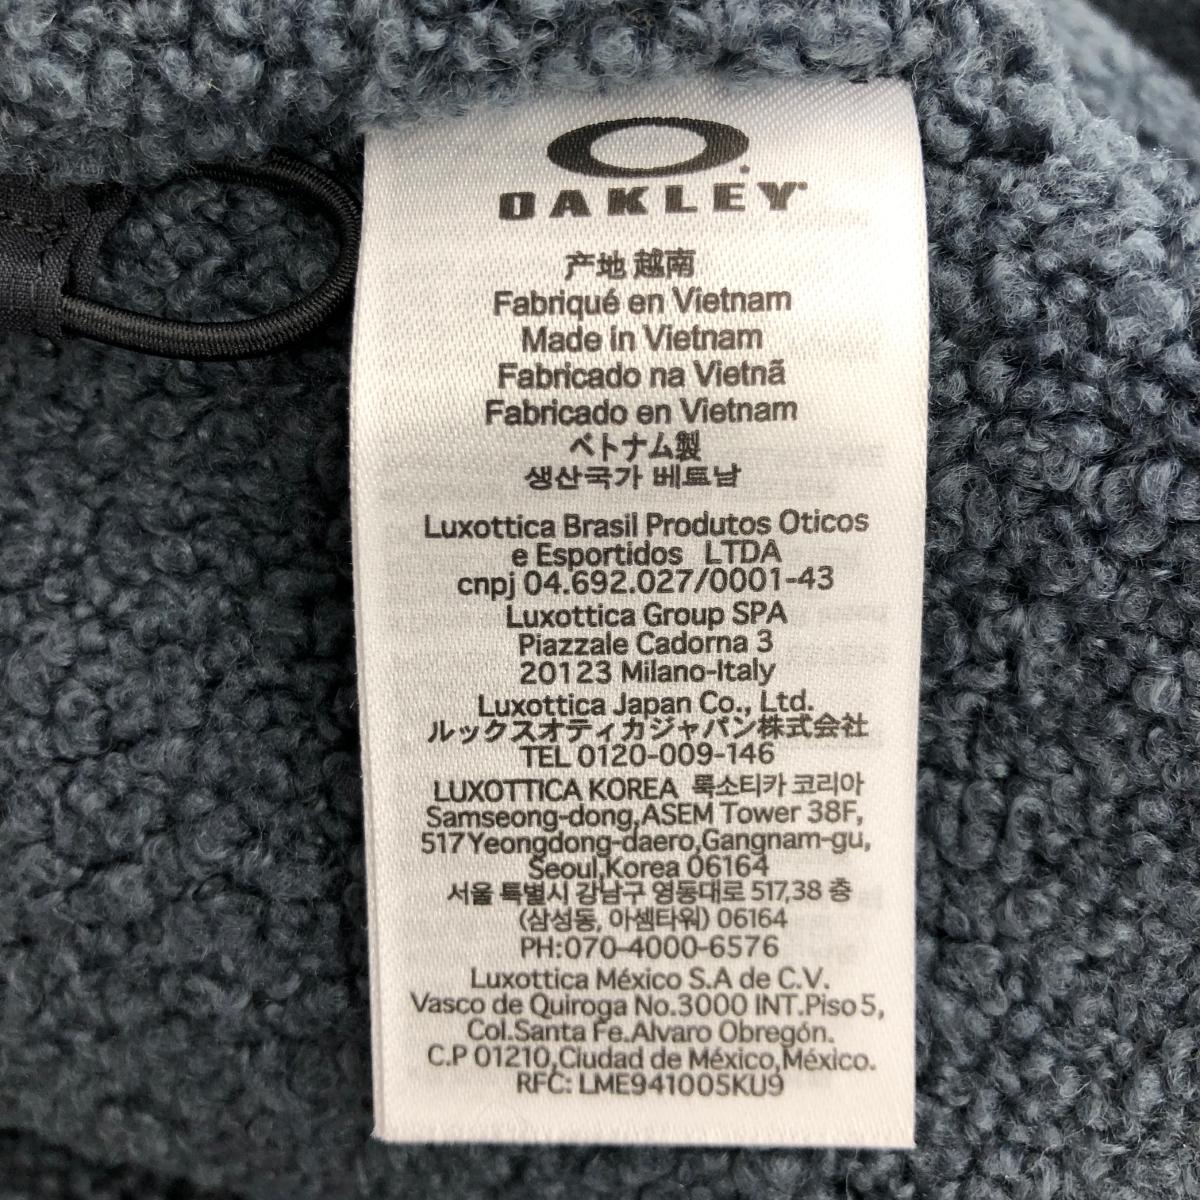 OAKLEY
产地 越南
Fabriqué en Vietnam
Made in Vietnam
Fabricado na Vietnã
Fabricado en Vietnam
ベトナム製
생산국가 베트남
Luxottica Brasil Produtos Oticos
e Esportidos LTDA
cnpj 04.692.027/0001-43
Luxottica Group SPA
Piazzale Cadorna 3
20123 Milano-Italy
Luxottica Japan Co., Ltd.
ルックスオティカジャパン株式会社
TEL 0120-009-146
LUXOTTICA KOREA 룩소티카 코리아
Samseong-dong,ASEM Tower 38F,
517 Yeongdong-daero,Gangnam-gu,
Seoul,Korea 06164
서울 특별시 강남구 영동대로 517,38 층
(삼성동, 아셈타워) 06164
PH:070-4000-6576
Luxottica México S.A de C.V.
Vasco de Quiroga No.3000 INT.Piso 5,
Col.Santa Fe.Alvaro Obregón.
C.P 01210,Ciudad de México,México.
RFC: LME941005KU9